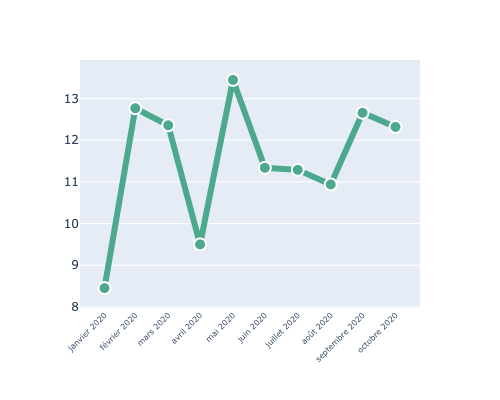 13
12
11
10
9
8
janvier 2020
février 2020
mars 2020
avril 2020
mai 2020
juin 2020
juillet 2020
août 2020
septembre 2020
octobre 2020